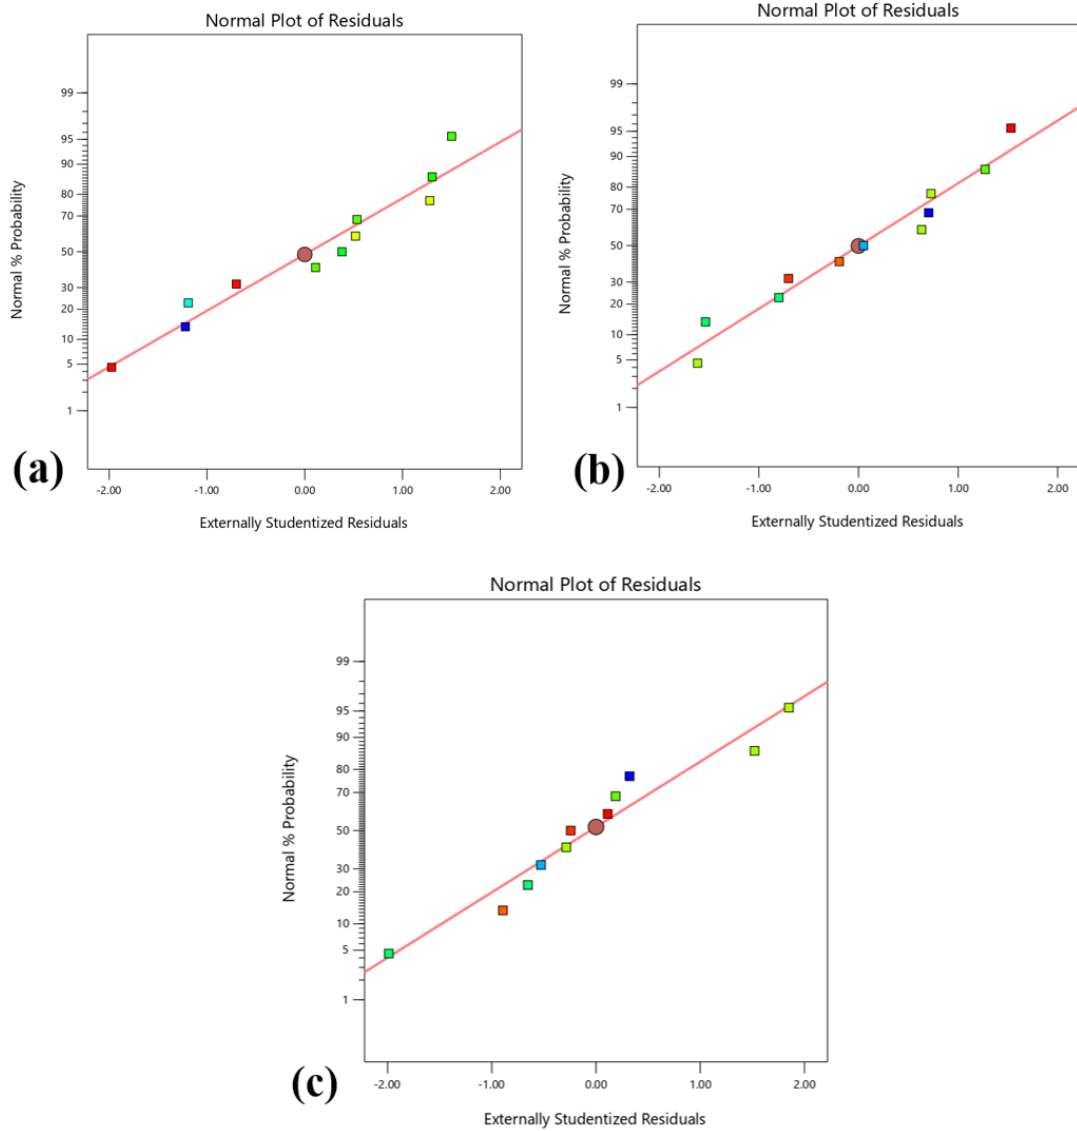 Normal Plot of Residuals
99
95
90
80
70
50
30
20
10
5
1
Normal % Probability
-2.00 -1.00 0.00 1.00 2.00
Externally Studentized Residuals
(a)
Normal Plot of Residuals
99
95
90
80
70
50
30
20
10
5
1
Normal % Probability
-2.00 -1.00 0.00 1.00 2.00
Externally Studentized Residuals
(b)
Normal Plot of Residuals
99
95
90
80
70
50
30
20
10
5
1
Normal % Probability
-2.00 -1.00 0.00 1.00 2.00
Externally Studentized Residuals
(c)